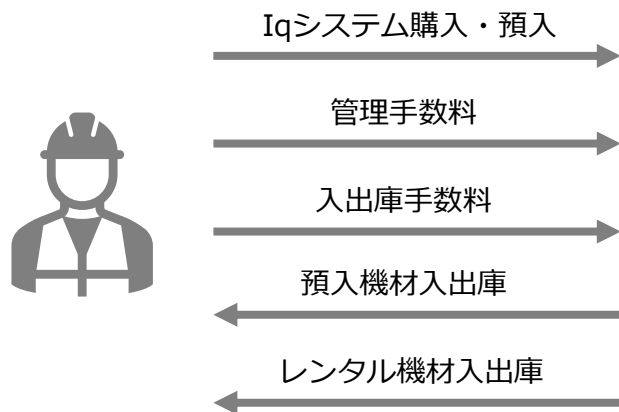 Iqシステム購入・預入
管理手数料
入出庫手数料
預入機材入出庫
レンタル機材入出庫